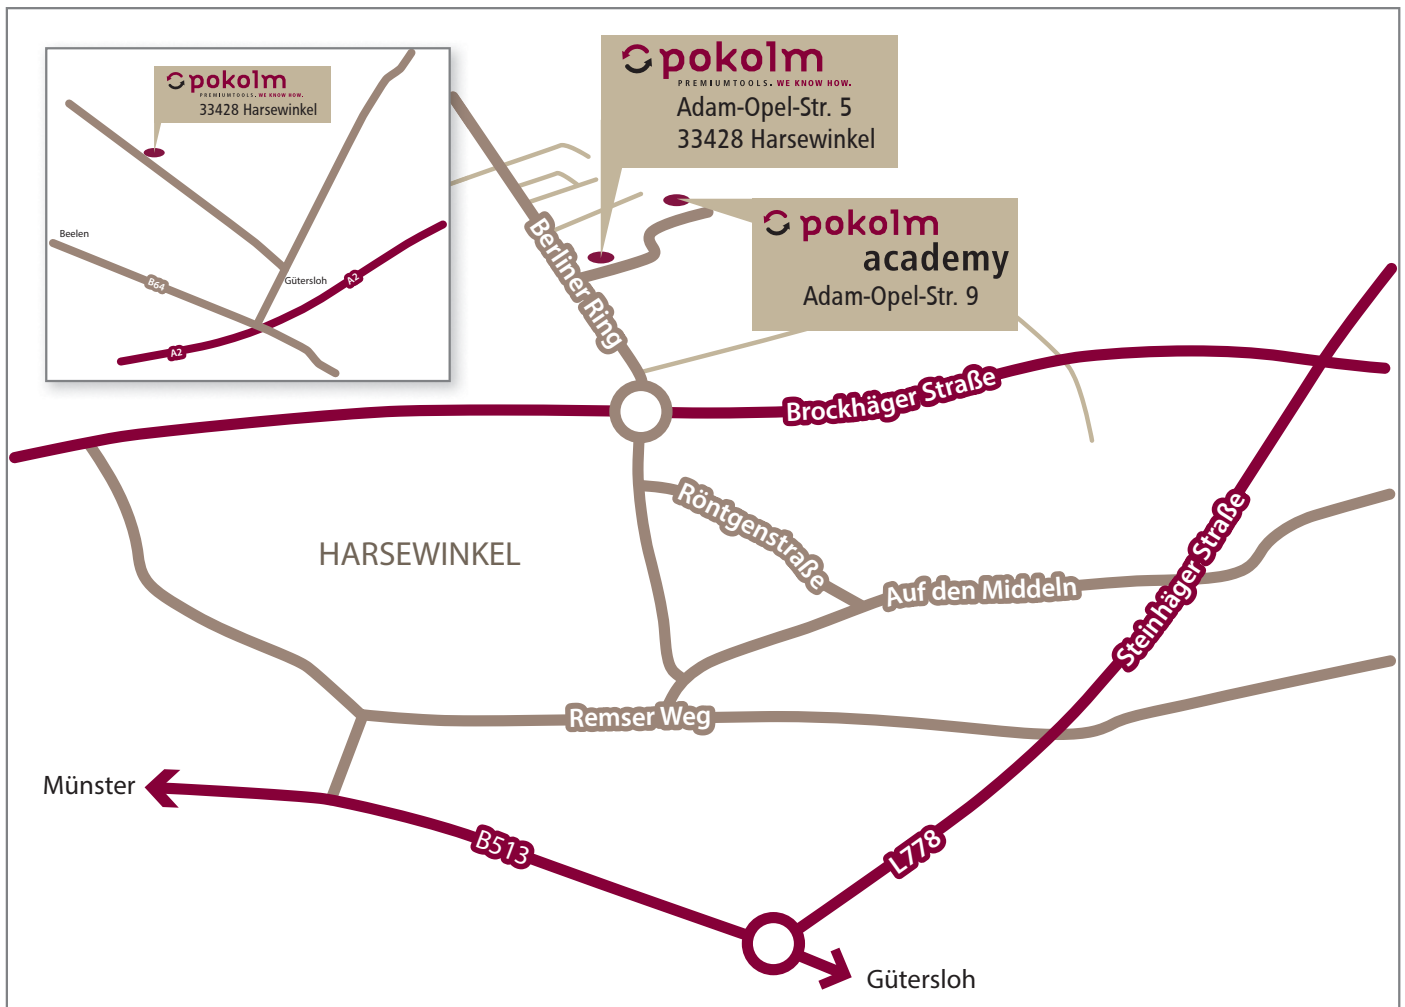 pokolm
PREMIUMTOOLS. WE KNOW HOW.
33428 Harsewinkel
Beelen
B64
Gütersloh
A2
A2
pokolm
PREMIUMTOOLS. WE KNOW HOW.
Adam-Opel-Str. 5
33428 Harsewinkel
pokolm
academy
Adam-Opel-Str. 9
Berliner Ring
Brockhäger Straße
Röntgenstraße
HARSEWINKEL
Auf den Middeln
Steinhäger Straße
Remser Weg
Münster
B513
L778
Gütersloh